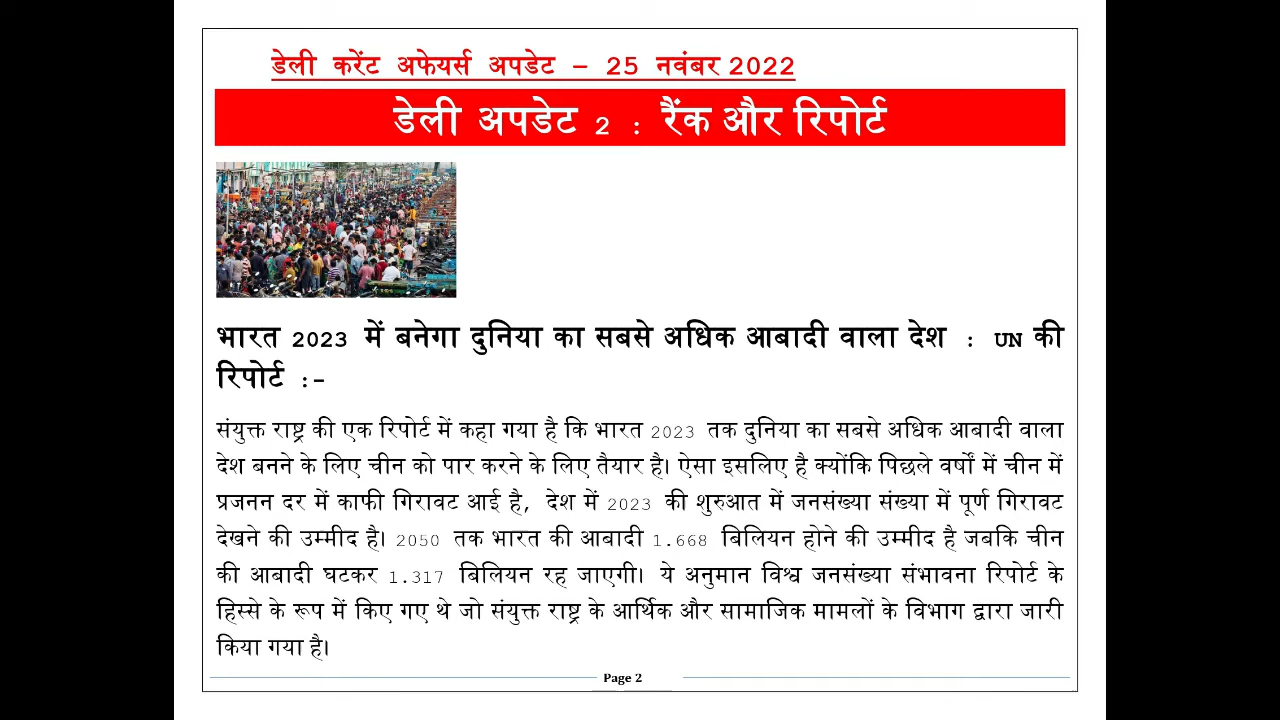 डेली करेंट अफेयर्स अपडेट – 25 नवंबर 2022
डेली अपडेट 2 : रैंक और रिपोर्ट
भारत 2023 में बनेगा दुनिया का सबसे अधिक आबादी वाला देश : UN की
रिपोर्ट :-
संयुक्त राष्ट्र की एक रिपोर्ट में कहा गया है कि भारत 2023 तक दुनिया का सबसे अधिक आबादी वाला
देश बनने के लिए चीन को पार करने के लिए तैयार है। ऐसा इसलिए है क्योंकि पिछले वर्षों में चीन में
प्रजनन दर में काफी गिरावट आई है, देश में 2023 की शुरुआत में जनसंख्या संख्या में पूर्ण गिरावट
देखने की उम्मीद है। 2050 तक भारत की आबादी 1.668 बिलियन होने की उम्मीद है जबकि चीन
की आबादी घटकर 1.317 बिलियन रह जाएगी। ये अनुमान विश्व जनसंख्या संभावना रिपोर्ट के
हिस्से के रूप में किए गए थे जो संयुक्त राष्ट्र के आर्थिक और सामाजिक मामलों के विभाग द्वारा जारी
किया गया है।
Page 2